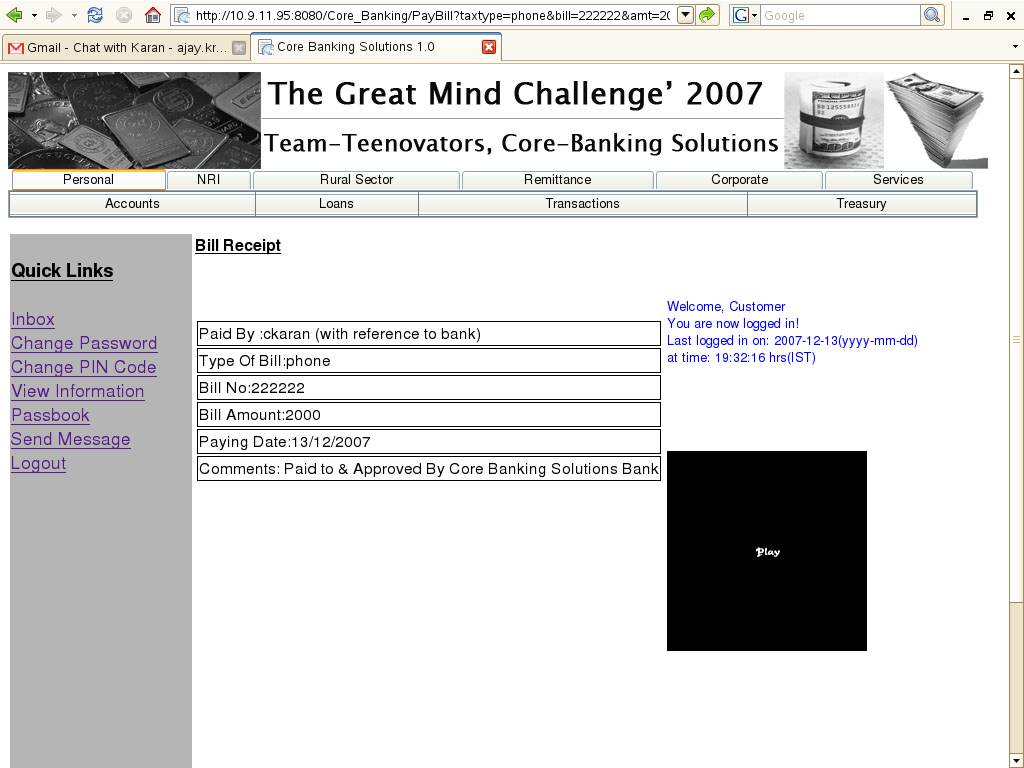 http://10.9.11.95:8080/Core_Banking/PayBill?taxtype=phone&bill=222222&amt=20
Google
Gmail - Chat with Karan - ajay.kr...
Core Banking Solutions 1.0
The Great Mind Challenge' 2007
Team-Teenovators, Core-Banking Solutions
Personal NRI Rural Sector Remittance Corporate Services
Accounts Loans Transactions Treasury
Quick Links
Inbox
Change Password
Change PIN Code
View Information
Passbook
Send Message
Logout
Bill Receipt
Paid By :ckaran (with reference to bank)
Type Of Bill:phone
Bill No:222222
Bill Amount:2000
Paying Date:13/12/2007
Comments: Paid to & Approved By Core Banking Solutions Bank
Welcome, Customer
You are now logged in!
Last logged in on: 2007-12-13(yyyy-mm-dd)
at time: 19:32:16 hrs(IST)
Play